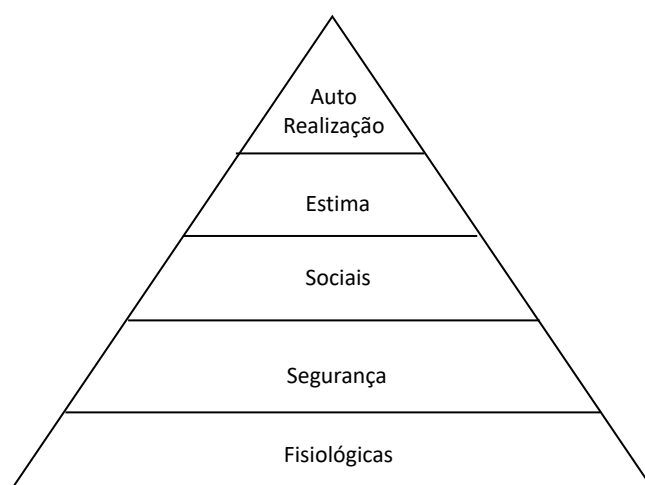 Auto
Realização
Estima
Sociais
Segurança
Fisiológicas